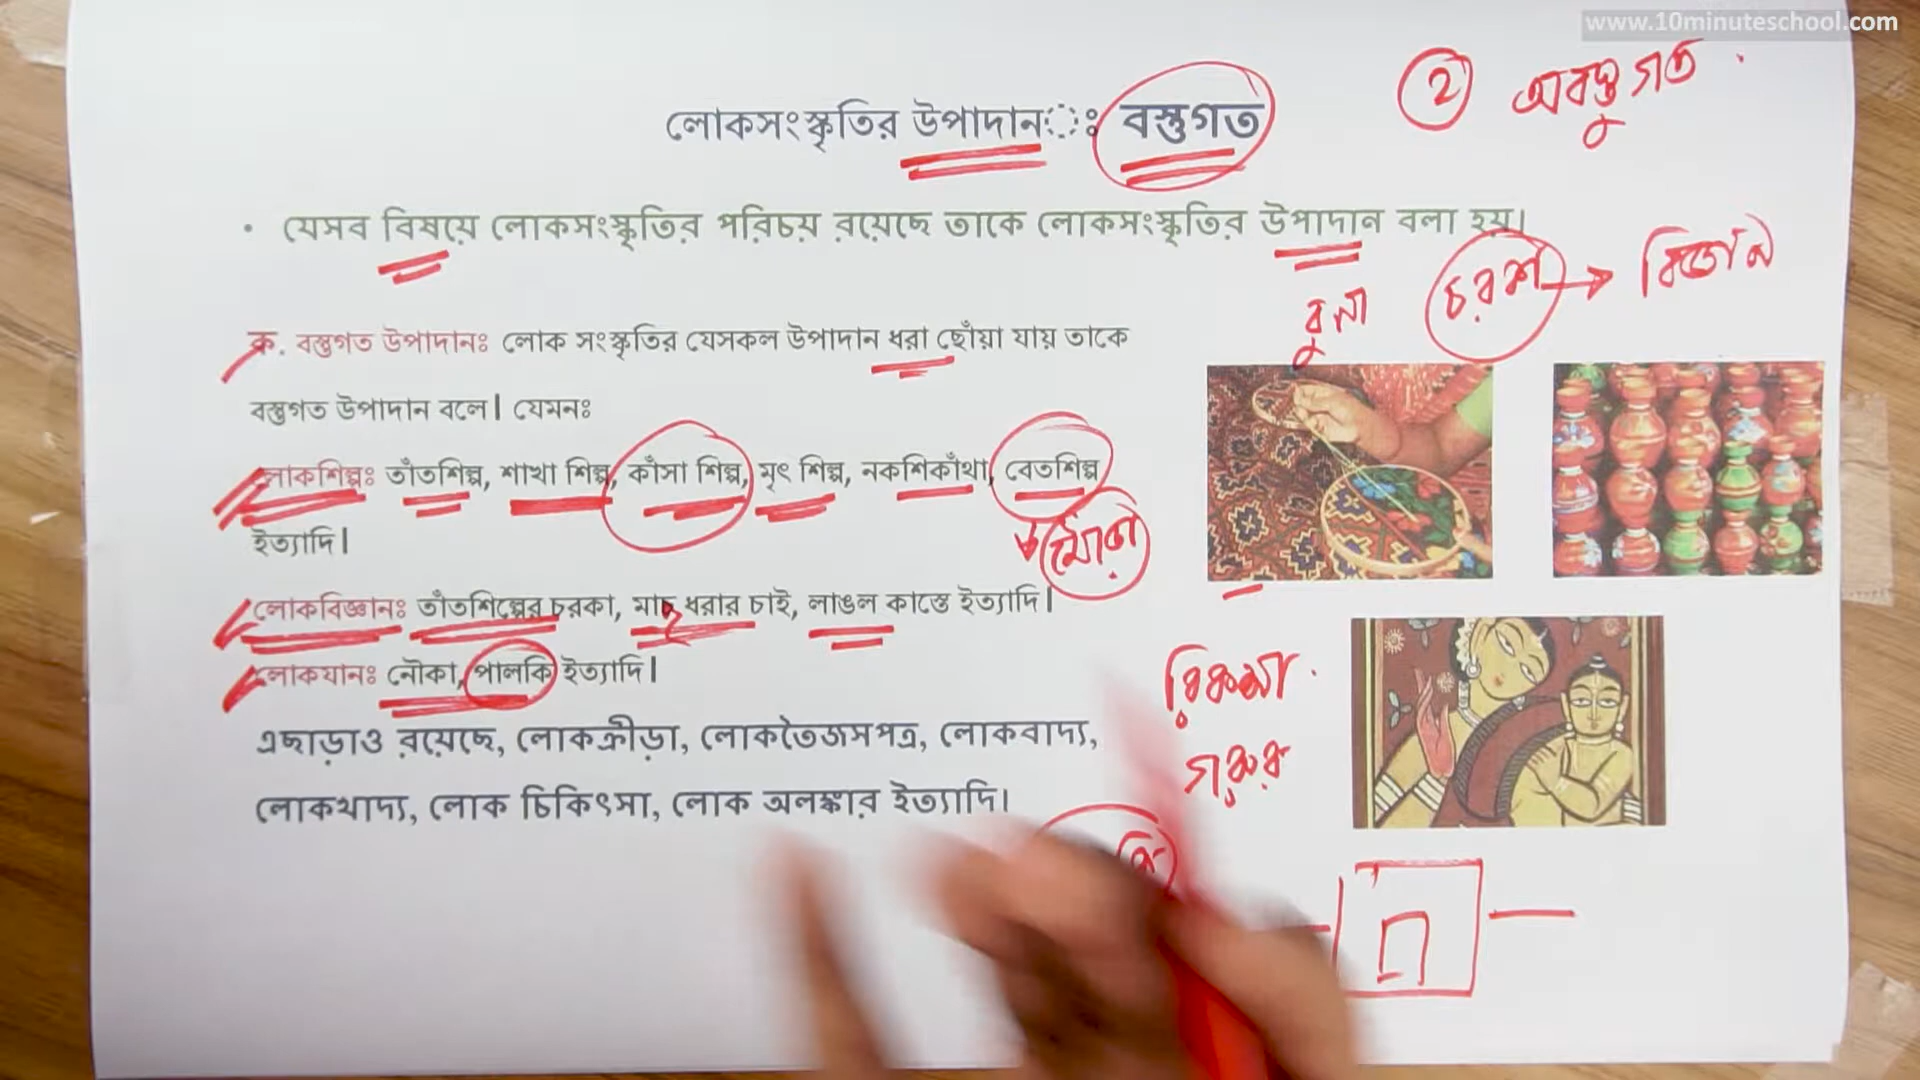 www.10minuteschool.com
২ অবস্তুগত
লোকসংস্কৃতির উপাদানঃ বস্তুগত
• যেসব বিষয়ে লোকসংস্কৃতির পরিচয় রয়েছে তাকে লোকসংস্কৃতির উপাদান বলা হয়।
বুনা
চরকা → বিজ্ঞান
ক. বস্তুগত উপাদানঃ লোক সংস্কৃতির যেসকল উপাদান ধরা ছোঁয়া যায় তাকে
বস্তুগত উপাদান বলে। যেমনঃ
লোকশিল্পঃ তাঁতশিল্প, শাখা শিল্প, কাঁসা শিল্প, মৃৎ শিল্প, নকশিকাঁথা, বেতশিল্প
ইত্যাদি।
মোড়া
লোকবিজ্ঞানঃ তাঁতশিল্পের চরকা, মাছ ধরার চাই, লাঙল কাস্তে ইত্যাদি।
লোকযানঃ নৌকা, পালকি ইত্যাদি।
রিকশা
গরুর
এছাড়াও রয়েছে, লোকক্রীড়া, লোকতৈজসপত্র, লোকবাদ্য,
লোকখাদ্য, লোক চিকিৎসা, লোক অলঙ্কার ইত্যাদি।